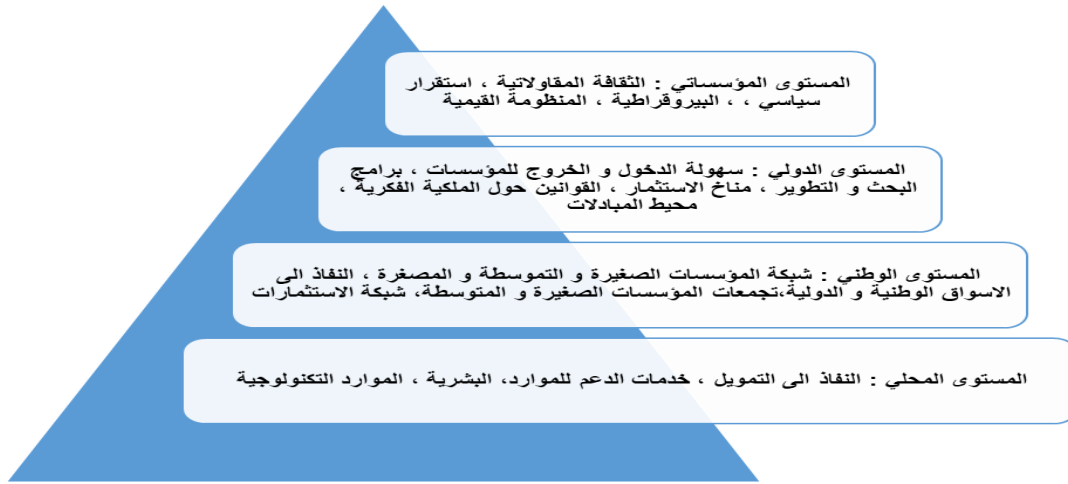 المستوى المؤسساتي : الثقافة المقاولاتية ، استقرار
سياسي ، ، البيروقراطية ، المنظومة القيمية
المستوى الدولي : سهولة الدخول و الخروج للمؤسسات ، برامج
البحث و التطوير ، مناخ الاستثمار ، القوانين حول الملكية الفكرية ،
محيط المبادلات
المستوى الوطني : شبكة المؤسسات الصغيرة و التموسطة و المصغرة ، النفاذ الى
الاسواق الوطنية و الدولية،تجمعات المؤسسات الصغيرة و المتوسطة، شبكة الاستثمارات
المستوى المحلي : النفاذ الى التمويل ، خدمات الدعم للموارد، البشرية ، الموارد التكنولوجية